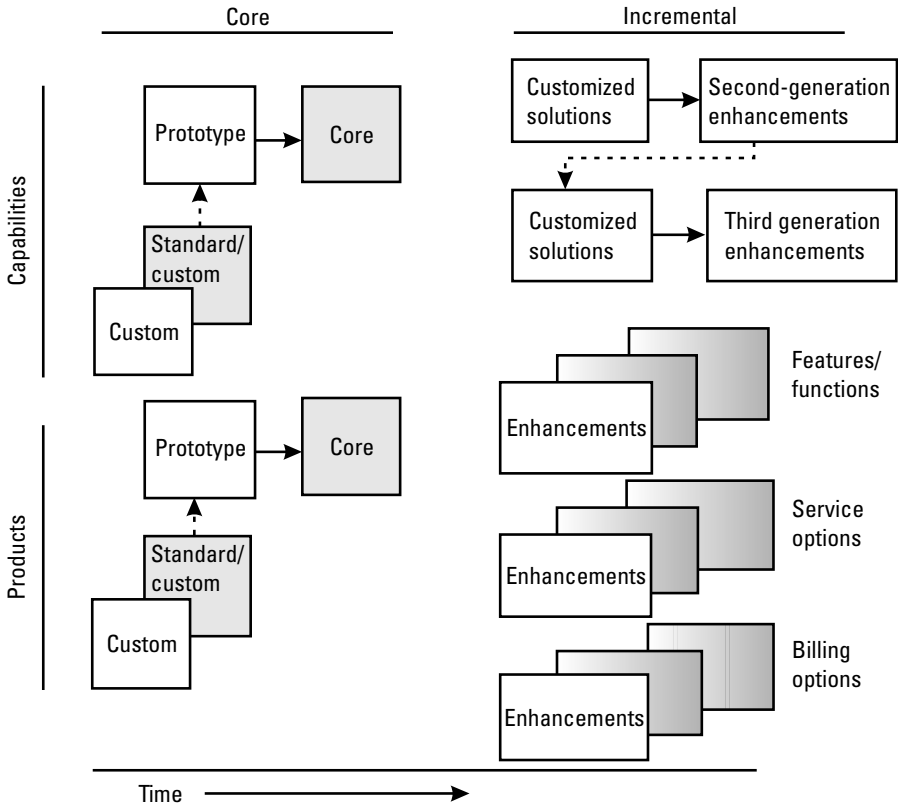 Core
Incremental
Capabilities
Prototype
Core
Standard/
custom
Custom
Customized
solutions
Second-generation
enhancements
Customized
solutions
Third generation
enhancements
Products
Prototype
Core
Standard/
custom
Custom
Enhancements
Features/
functions
Enhancements
Service
options
Enhancements
Billing
options
Time